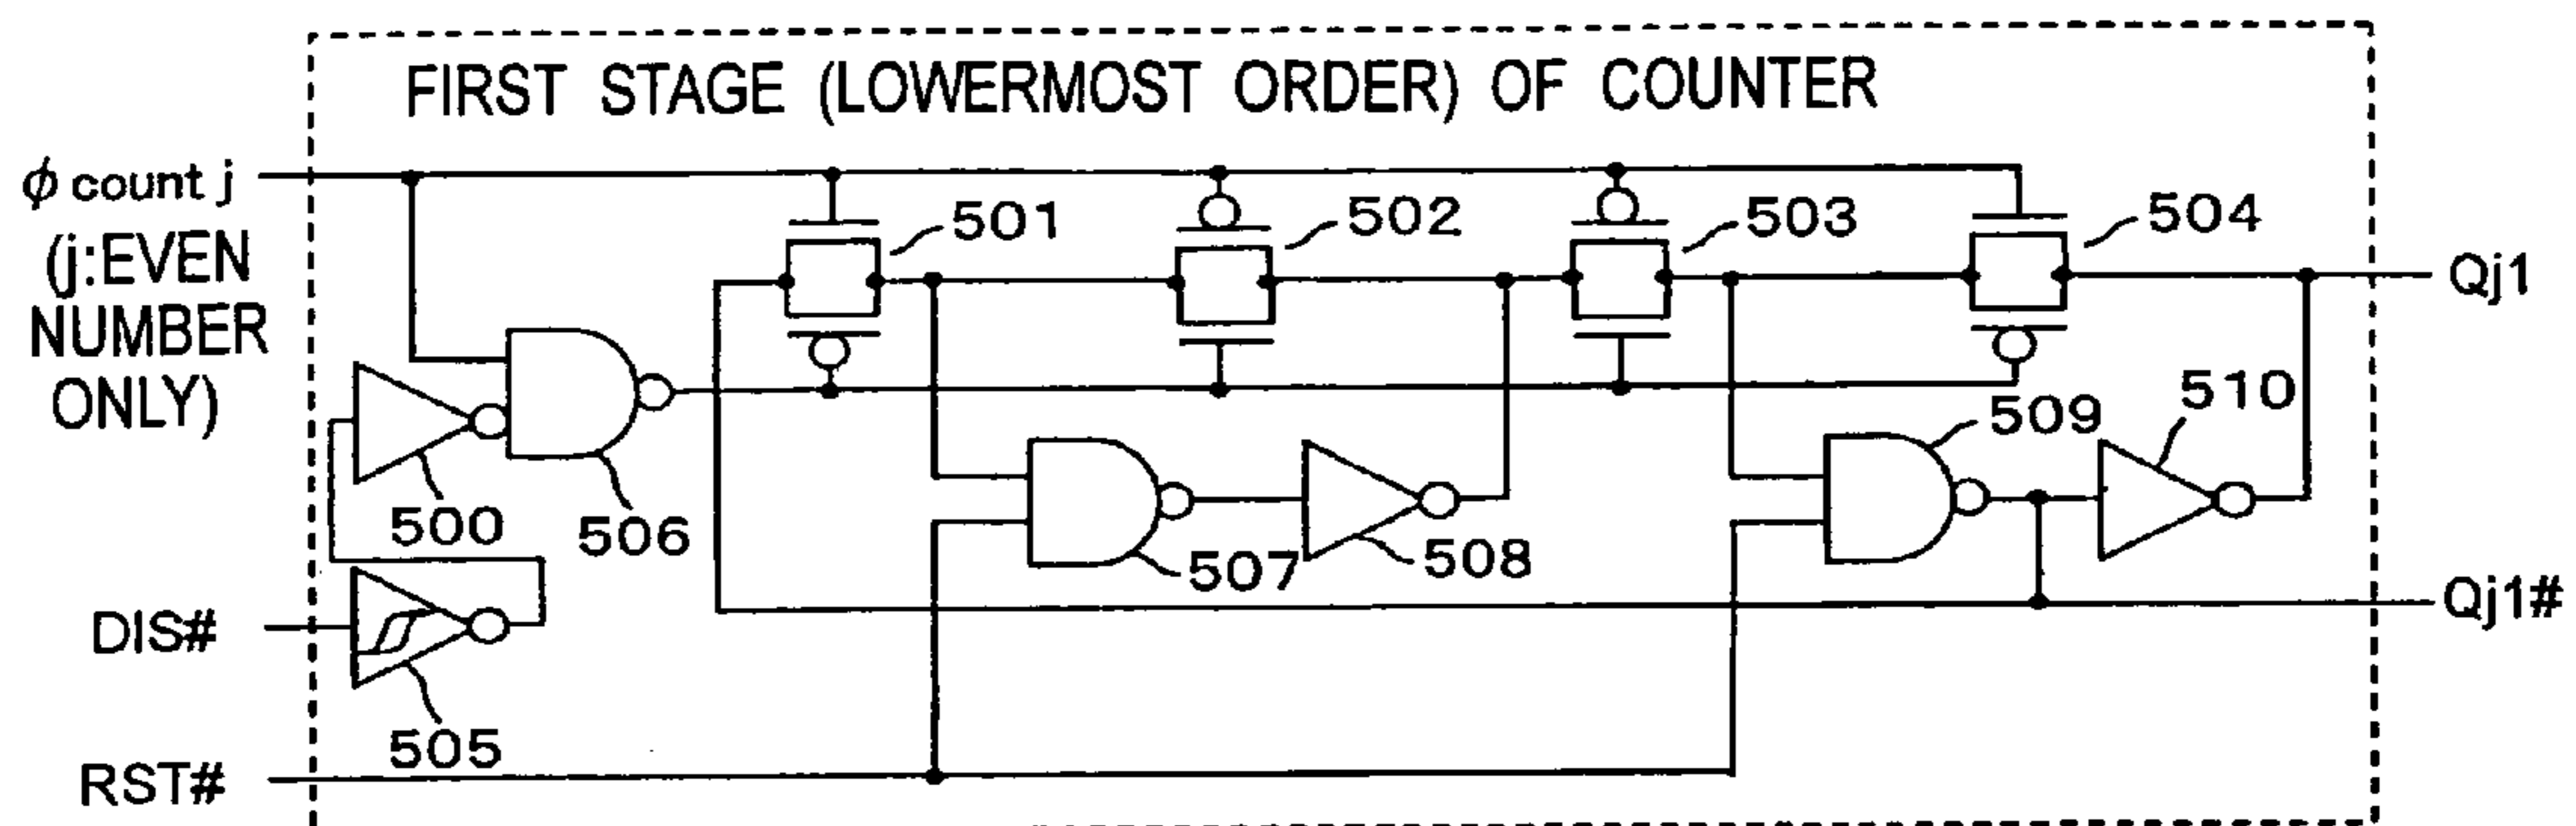 FIRST STAGE (LOWERMOST ORDER) OF COUNTER
ϕ count j
(j:EVEN
NUMBER
ONLY)
501
502
503
504
Qj1
500
506
507
508
509
510
Qj1#
DIS#
505
RST#